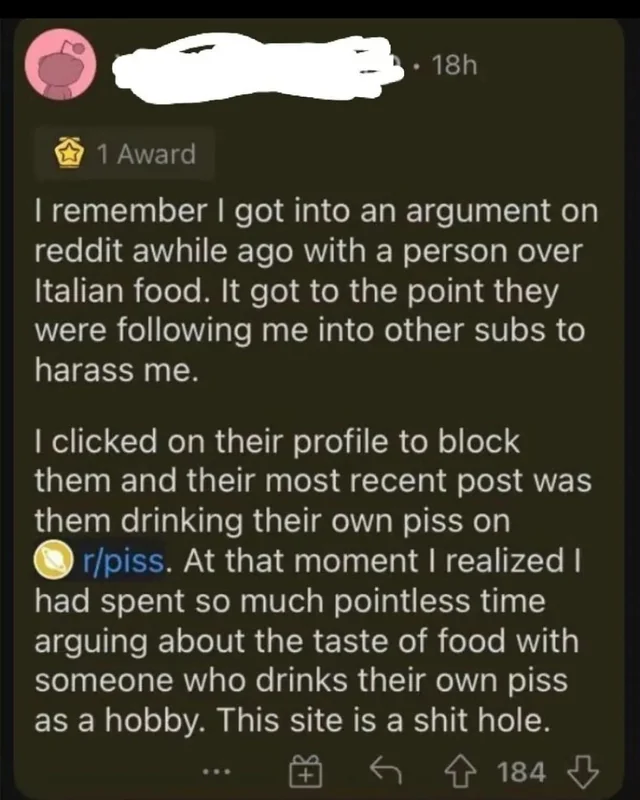 · 18h
1 Award
I remember I got into an argument on
reddit awhile ago with a person over
Italian food. It got to the point they
were following me into other subs to
harass me.
I clicked on their profile to block
them and their most recent post was
them drinking their own piss on
r/piss. At that moment I realized I
had spent so much pointless time
arguing about the taste of food with
someone who drinks their own piss
as a hobby. This site is a shit hole.
... 184